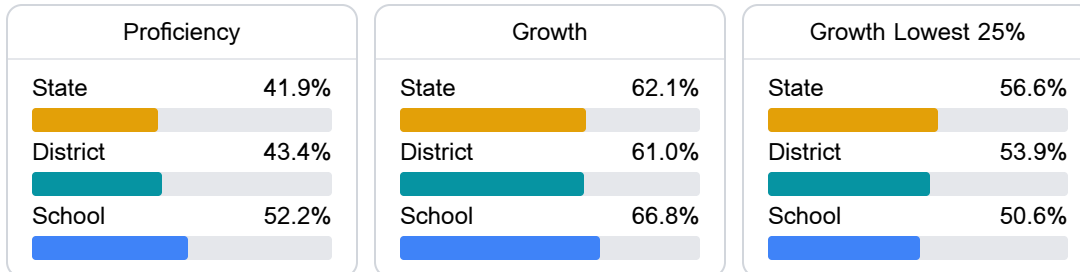 Proficiency
State 41.9%
District 43.4%
School 52.2%
Growth
State 62.1%
District 61.0%
School 66.8%
Growth Lowest 25%
State 56.6%
District 53.9%
School 50.6%